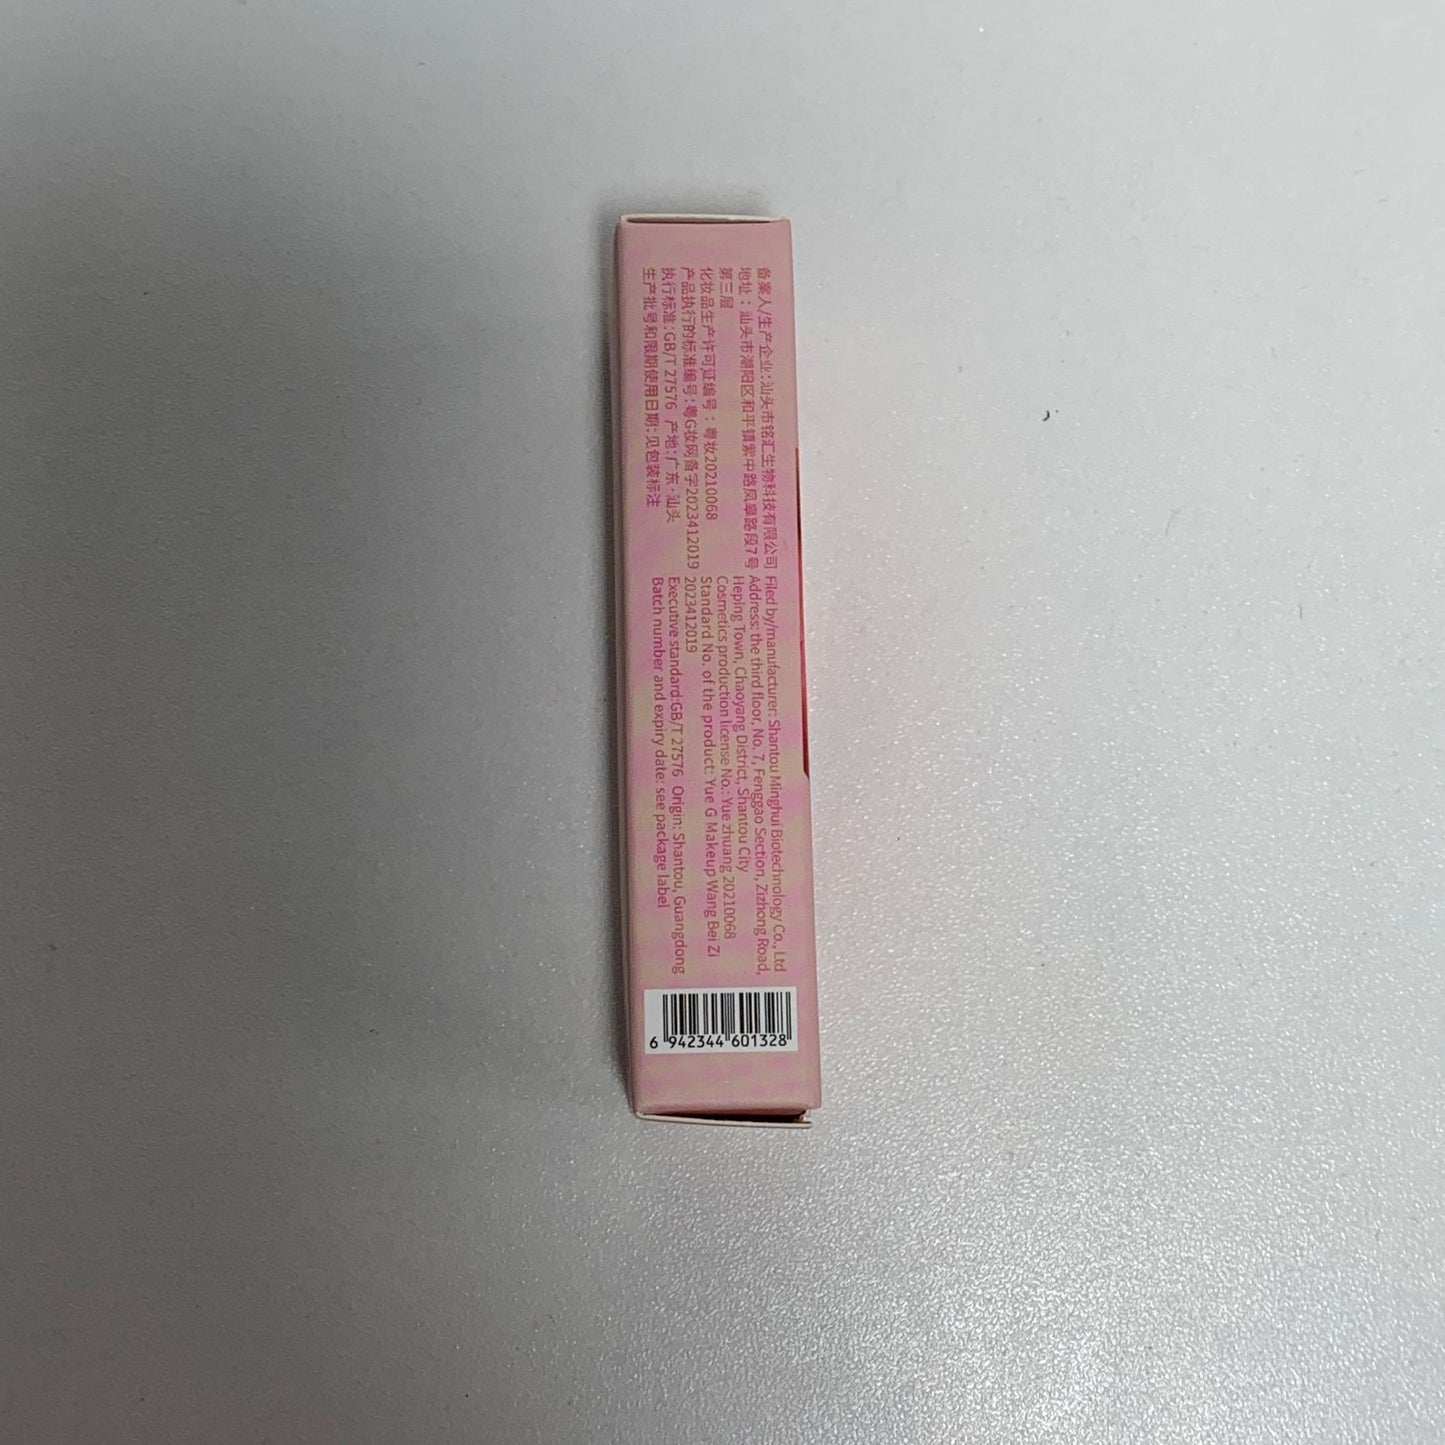 备案人/生产企业:汕头市铭汇生物科技有限公司
地址：汕头市潮阳区和平镇紫中路凤皋路段7号
第三层
化妆品生产许可证编号：粤妆20210068
产品执行的标准编号:粤G妆网备字2023412019
执行标准:GB/T 27576 产地:广东·汕头
生产批号和限期使用日期:见包装标注
Filed by/manufacturer: Shantou Minghui Biotechnology Co., Ltd
Address: the third floor, No. 7, Fenggao Section, Zizhong Road,
Heping Town, Chaoyang District, Shantou City
Cosmetics production license No.: Yue zhuang 20210068
Standard No. of the product: Yue G Makeup Wang Bei Zi
2023412019
Executive standard:GB/T 27576 Origin: Shantou, Guangdong
Batch number and expiry date: see package label
6 942344 601328